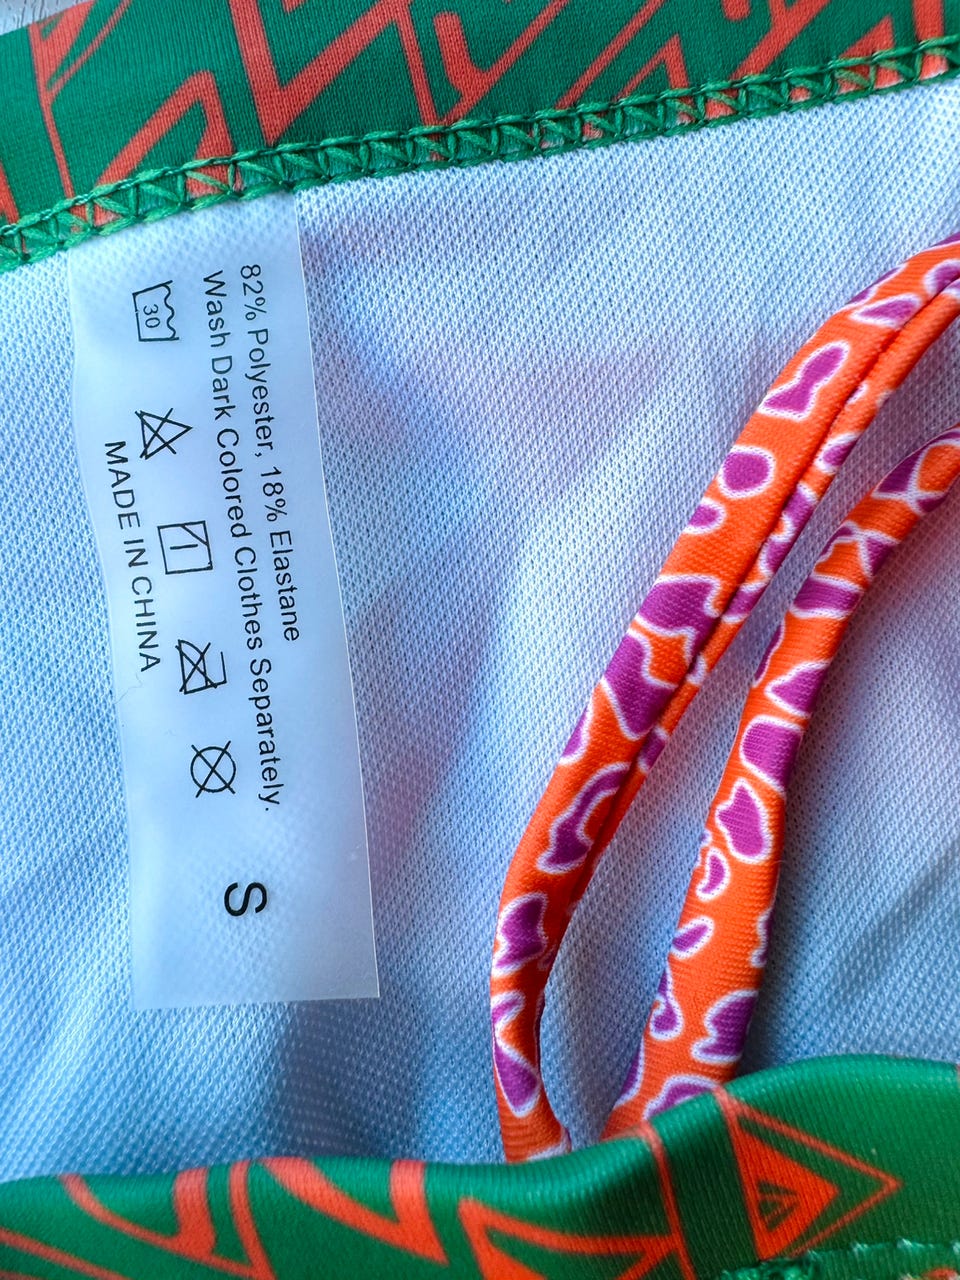 82% Polyester, 18% Elastane
Wash Dark Colored Clothes Separately.
30
MADE IN CHINA
S